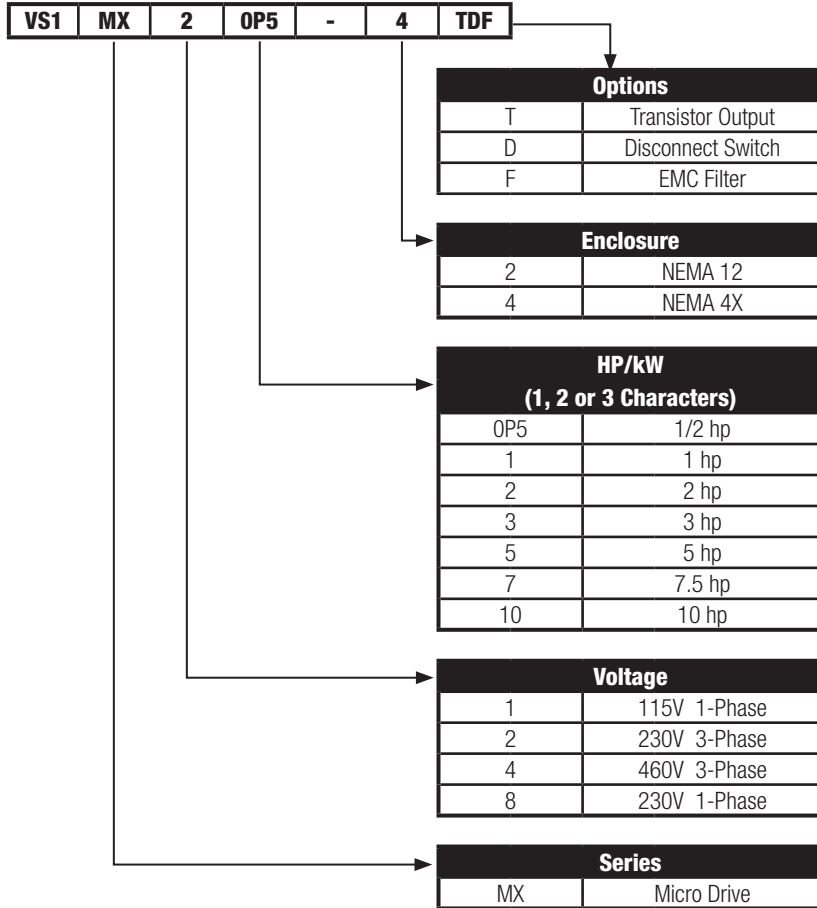 VS1 MX 2 0P5 - 4 TDF
Options
T Transistor Output
D Disconnect Switch
F EMC Filter
Enclosure
2 NEMA 12
4 NEMA 4X
HP/kW
(1, 2 or 3 Characters)
0P5 1/2 hp
1 1 hp
2 2 hp
3 3 hp
5 5 hp
7 7.5 hp
10 10 hp
Voltage
1 115V 1-Phase
2 230V 3-Phase
4 460V 3-Phase
8 230V 1-Phase
Series
MX Micro Drive